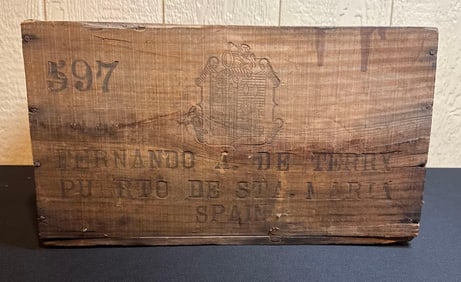 597
FERNANDO A. DE TERRY
PUERTO DE STA. MARIA
SPAIN